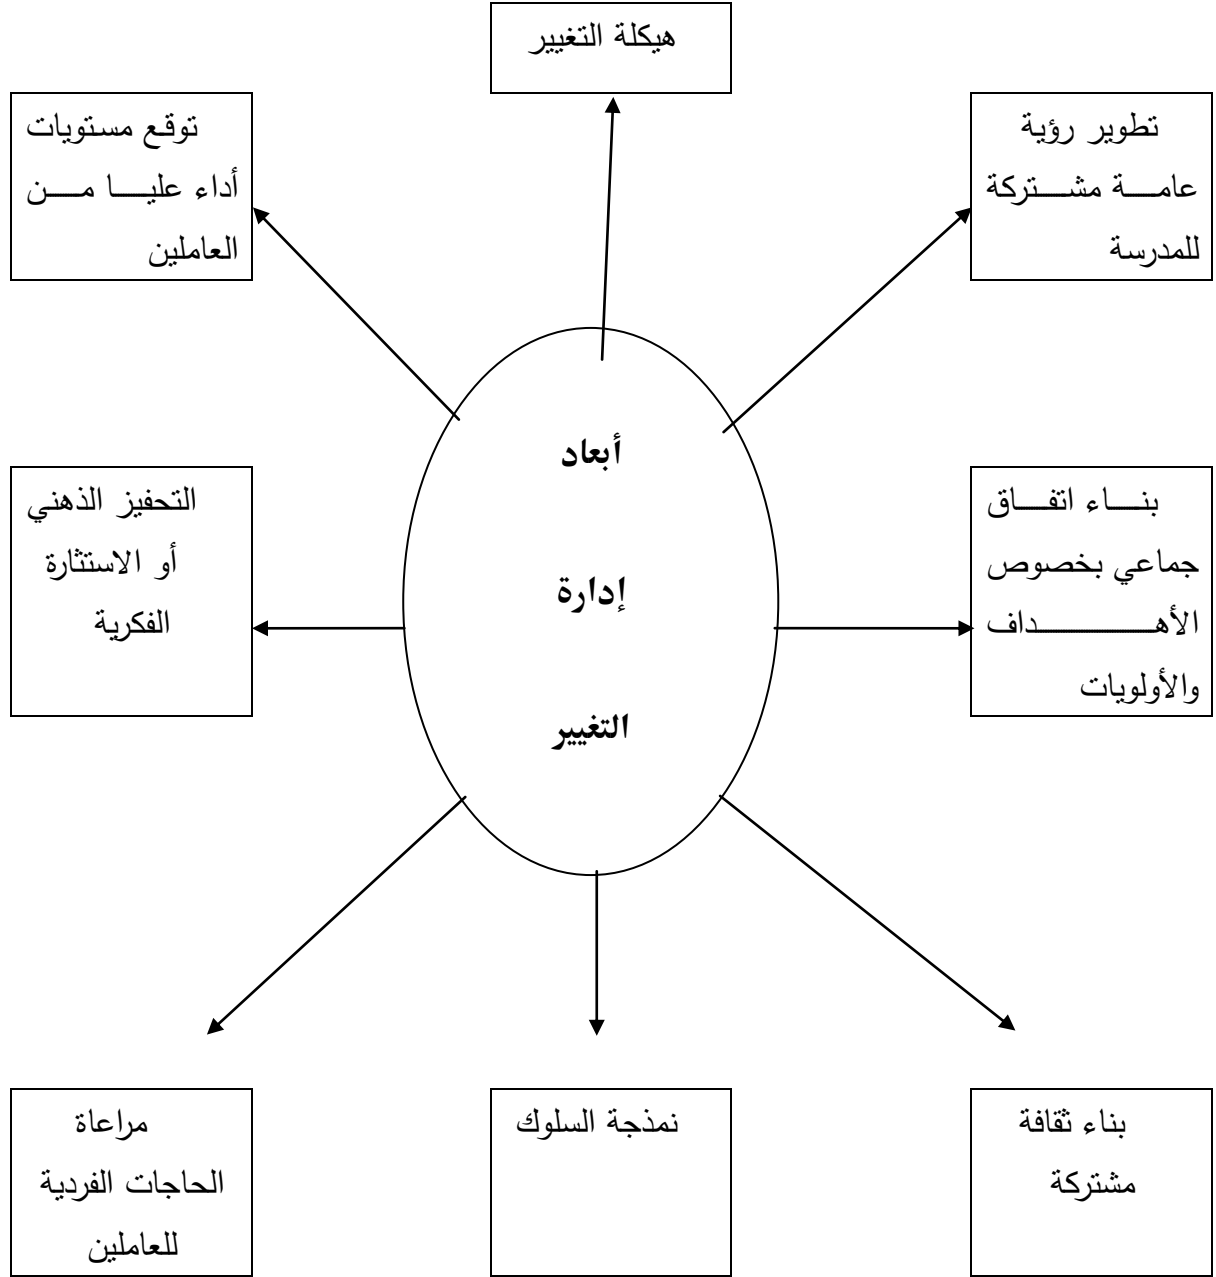 هيكلة التغيير
تطوير رؤية
عامة مشتركة
للمدرسة
توقع مستويات
أداء عليا من
العاملين
أبعاد
إدارة
التغيير
بناء اتفاق
جماعي بخصوص
الأهداف
والأولويات
التحفيز الذهني
أو الاستثارة
الفكرية
بناء ثقافة
مشتركة
نمذجة السلوك
مراعاة
الحاجات الفردية
للعاملين